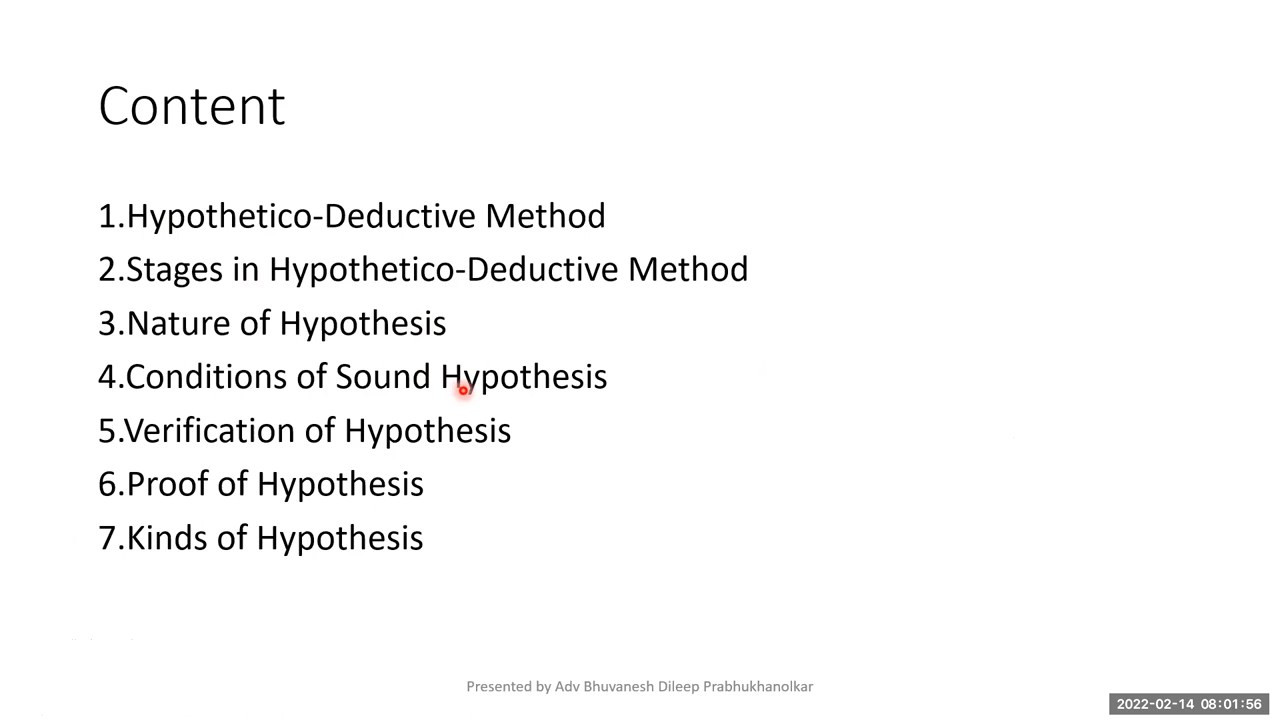 Content
1.Hypothetico-Deductive Method
2.Stages in Hypothetico-Deductive Method
3.Nature of Hypothesis
4.Conditions of Sound Hypothesis
5.Verification of Hypothesis
6.Proof of Hypothesis
7.Kinds of Hypothesis
Presented by Adv Bhuvanesh Dileep Prabhukhanolkar
2022-02-14 08:01:56